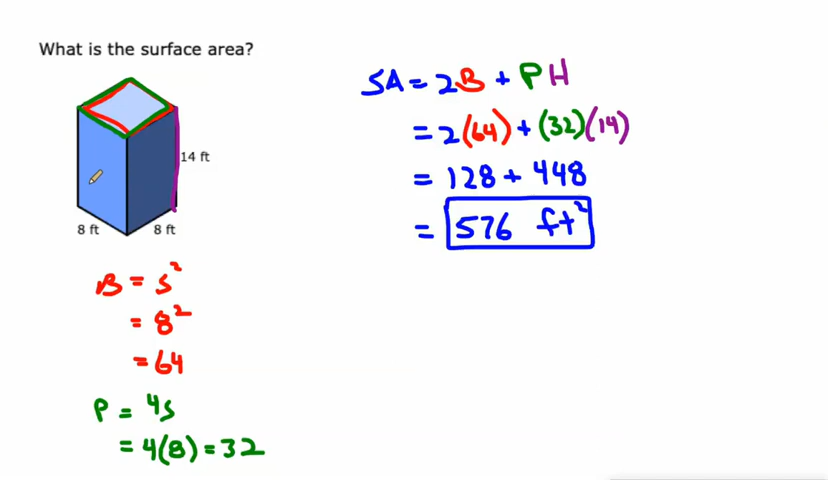 What is the surface area?
14 ft
8 ft 8 ft
B = s²
= 8²
= 64
P = 4s
= 4(8) = 32
SA = 2B + PH
= 2(64) + (32)(14)
= 128 + 448
= 576 ft²